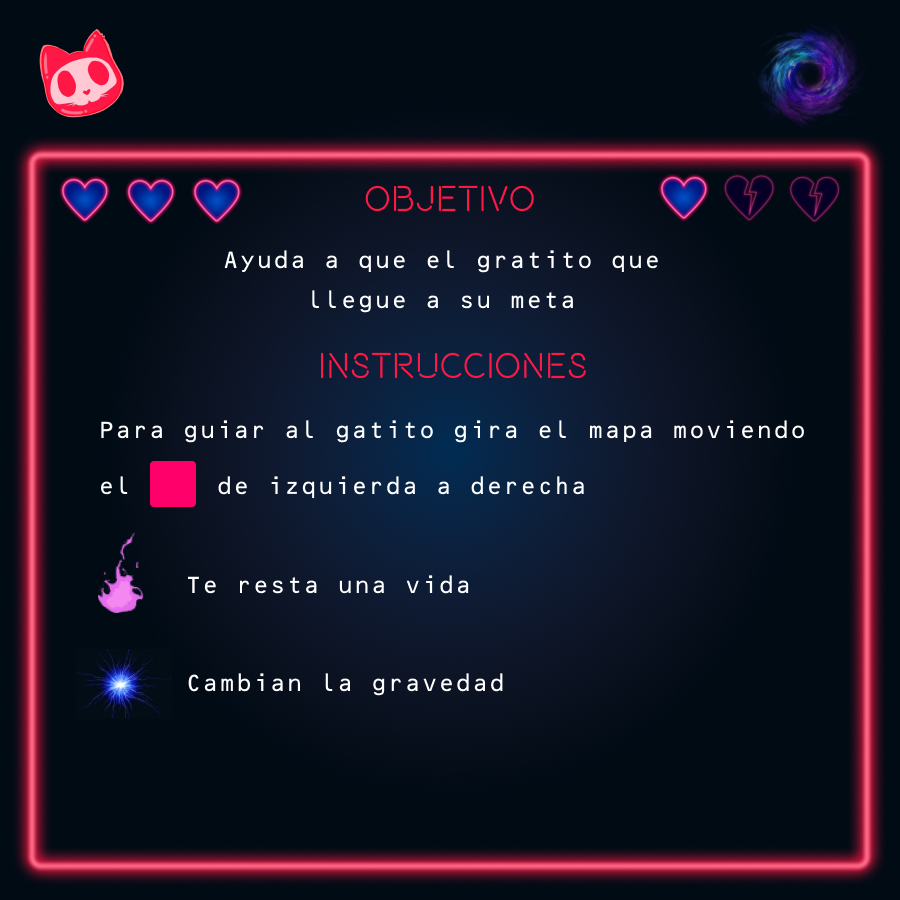 OBJETIVO
Ayuda a que el gratito que
llegue a su meta
INSTRUCCIONES
Para guiar al gatito gira el mapa moviendo
el de izquierda a derecha
Te resta una vida
Cambian la gravedad